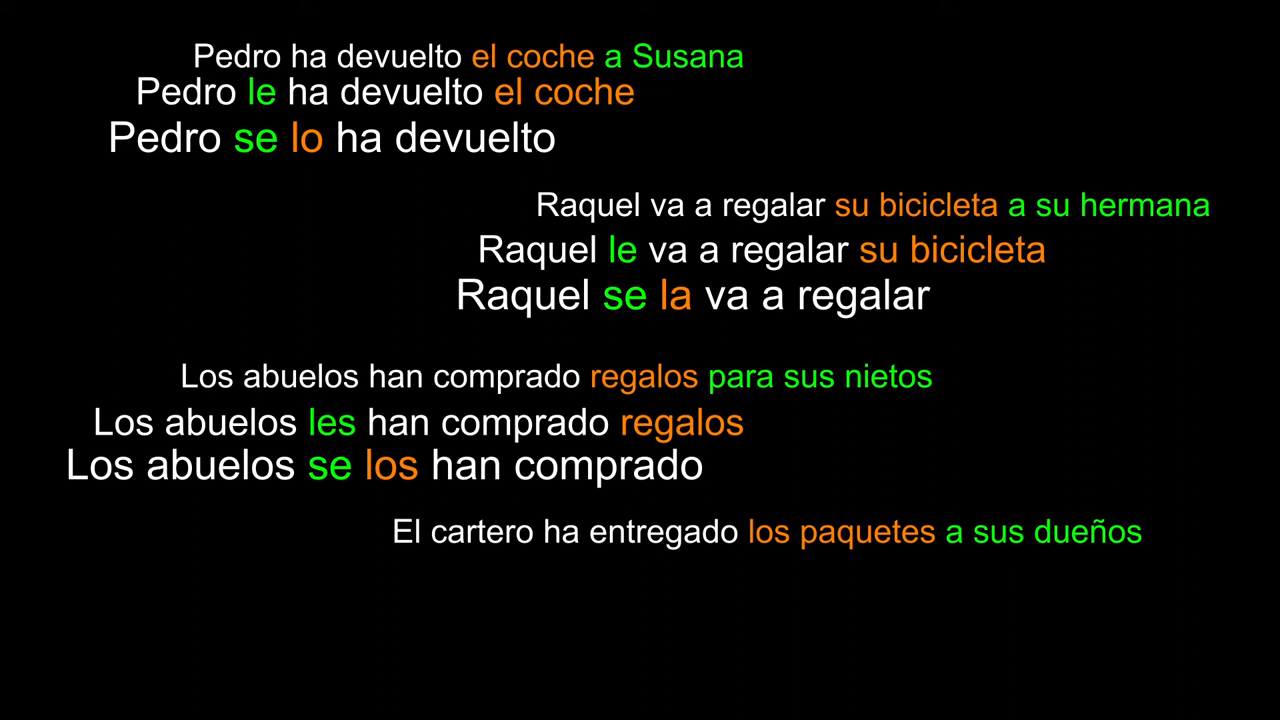 Pedro ha devuelto el coche a Susana
Pedro le ha devuelto el coche
Pedro se lo ha devuelto
Raquel va a regalar su bicicleta a su hermana
Raquel le va a regalar su bicicleta
Raquel se la va a regalar
Los abuelos han comprado regalos para sus nietos
Los abuelos les han comprado regalos
Los abuelos se los han comprado
El cartero ha entregado los paquetes a sus dueños